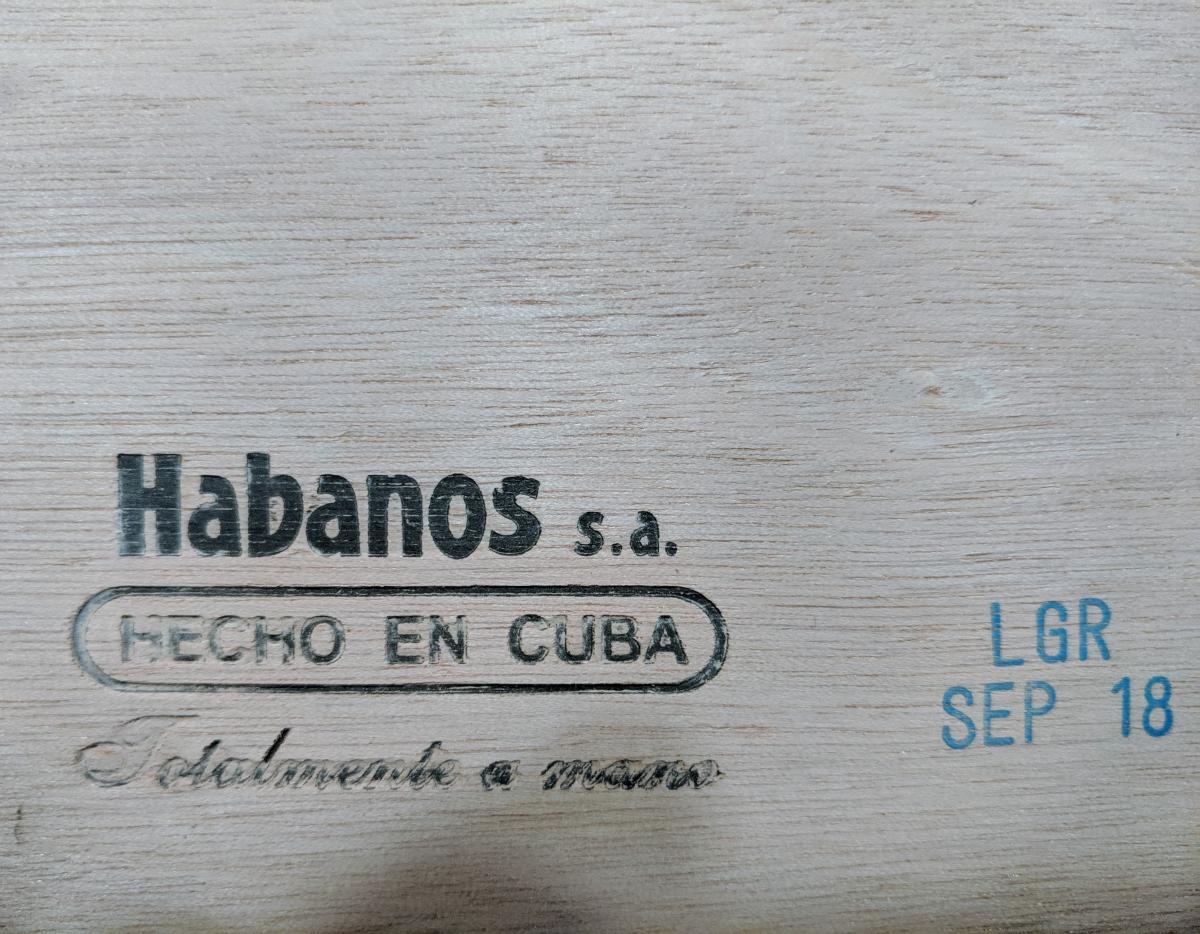 Habanos s.a.
HECHO EN CUBA
Totalmente a mano
LGR
SEP 18